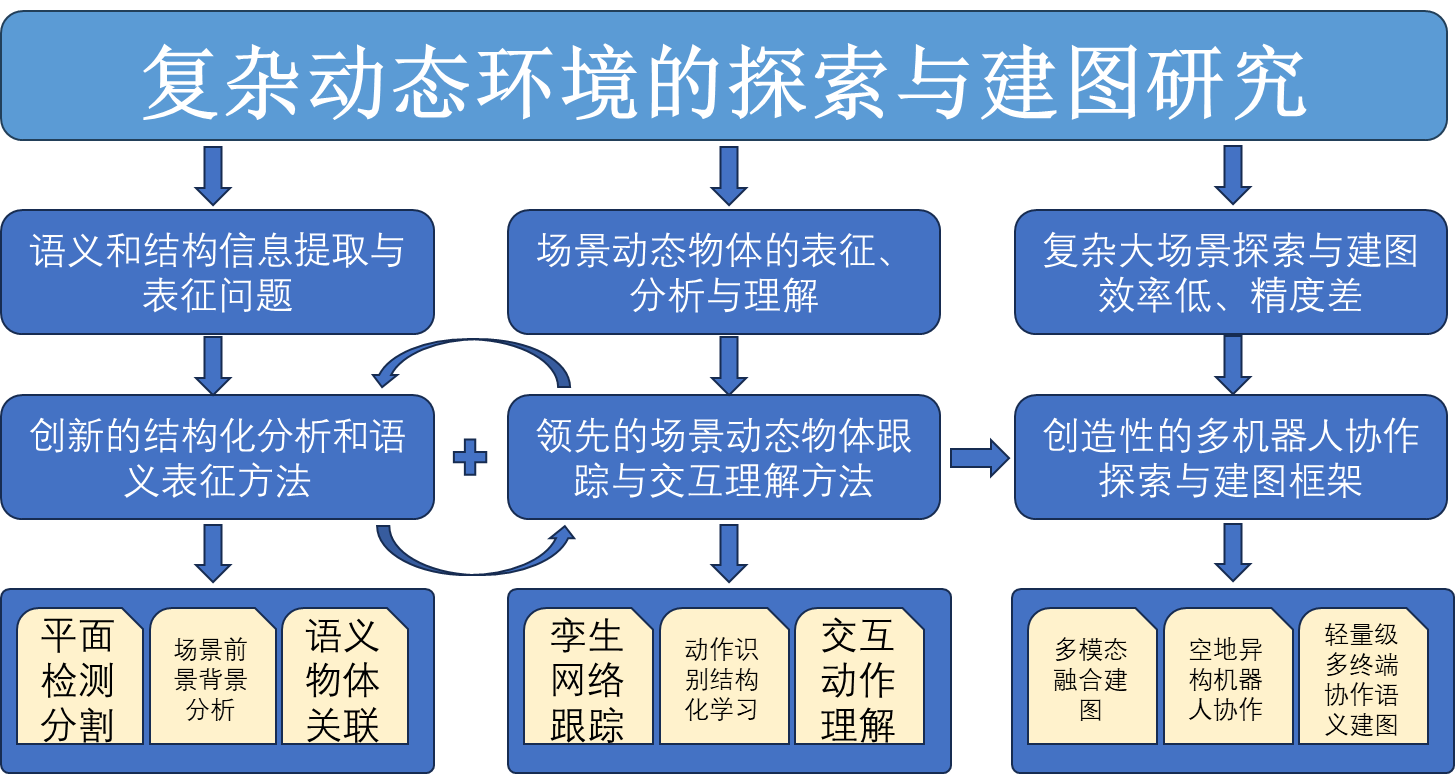 复杂动态环境的探索与建图研究
语义和结构信息提取与
表征问题
场景动态物体的表征、
分析与理解
复杂大场景探索与建图
效率低、精度差
创新的结构化分析和语
义表征方法
领先的场景动态物体跟
踪与交互理解方法
创造性的多机器人协作
探索与建图框架
平面
检测
分割
场景前
景背景
分析
语义
物体
关联
孪生
网络
跟踪
动作识
别结构
化学习
交互
动作
理解
多模态
融合建
图
空地异
构机器
人协作
轻量级
多终端
协作语
义建图